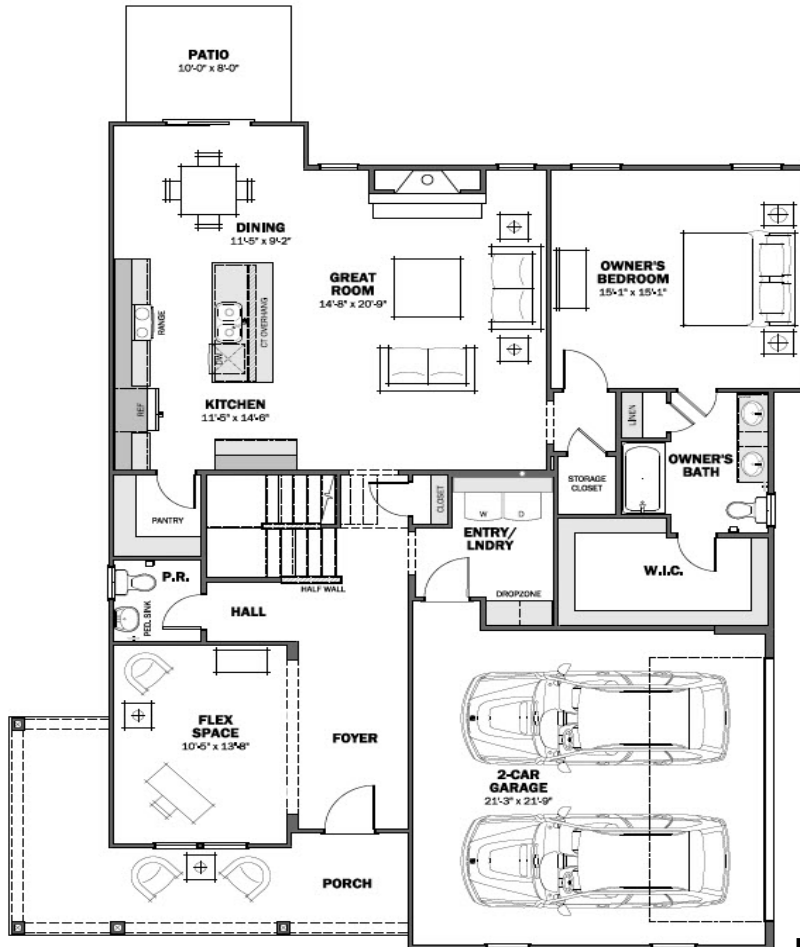 PATIO
10'-0" x 8'-0"
DINING
11'-5" x 9'-2"
GREAT
ROOM
14'-8" x 20'-9"
OWNER'S
BEDROOM
15'-1" x 15'-1"
RANGE
CT OVERHANG
DW
REF
KITCHEN
11'-5" x 14'-6"
LINEN
OWNER'S
BATH
STORAGE
CLOSET
PANTRY
CLOSET
W
D
ENTRY/
LNDRY
W.I.C.
P.R.
PED. SINK
HALF WALL
DROPZONE
HALL
FLEX
SPACE
10'-5" x 13'-8"
FOYER
2-CAR
GARAGE
21'-3" x 21'-9"
PORCH